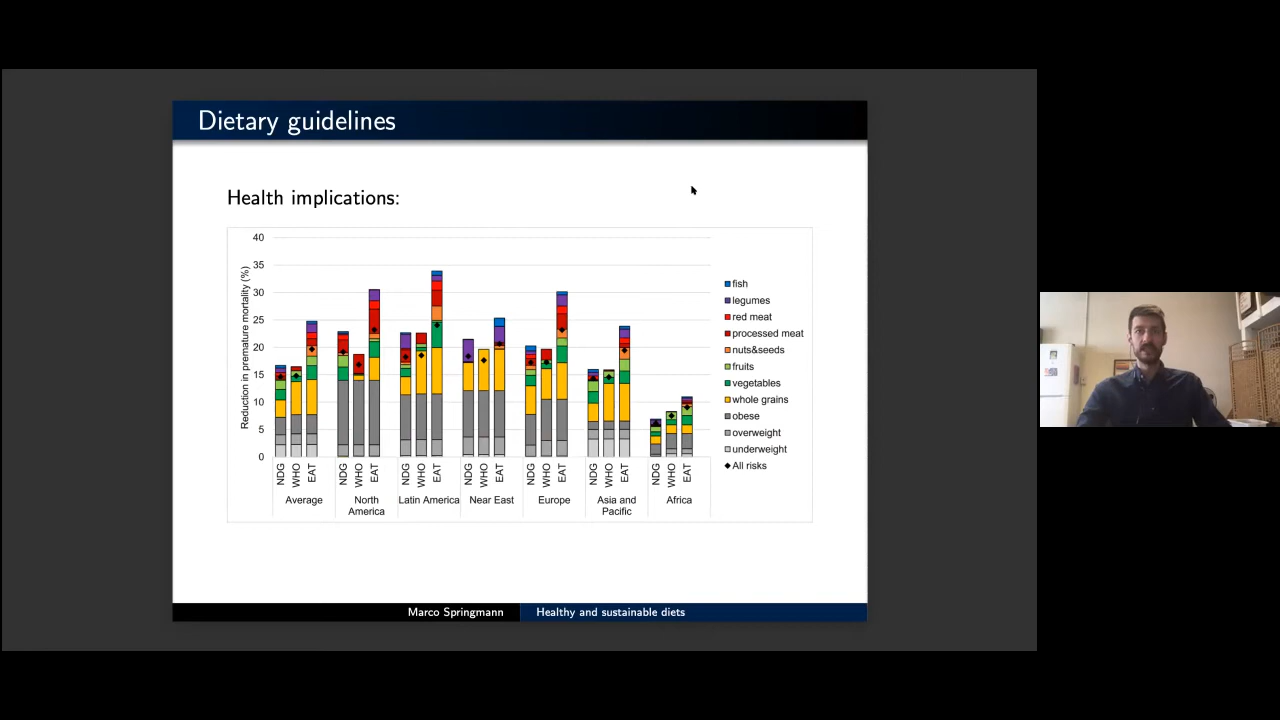 Dietary guidelines
Health implications:
Reduction in premature mortality (%)
40
35
30
25
20
15
10
5
0
NDG WHO EAT NDG WHO EAT NDG WHO EAT NDG WHO EAT NDG WHO EAT NDG WHO EAT NDG WHO EAT
Average North America Latin America Near East Europe Asia and Pacific Africa
fish
legumes
red meat
processed meat
nuts&seeds
fruits
vegetables
whole grains
obese
overweight
underweight
All risks
Marco Springmann Healthy and sustainable diets